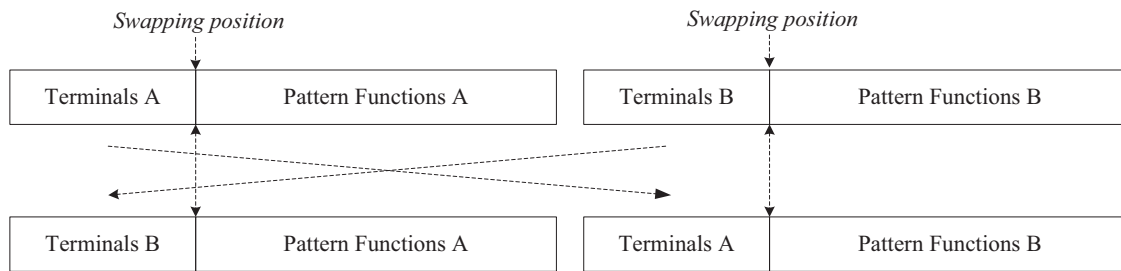 Swapping position
Swapping position
Terminals A
Pattern Functions A
Terminals B
Pattern Functions B
Terminals B
Pattern Functions A
Terminals A
Pattern Functions B